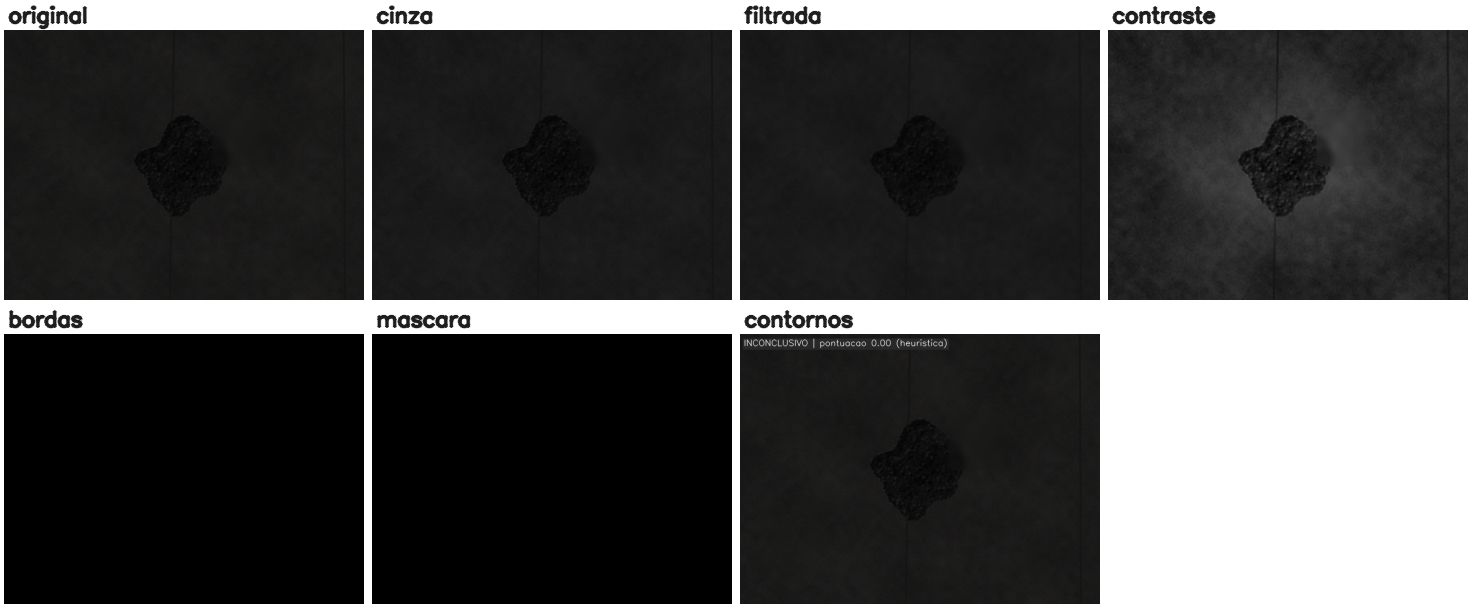 original
cinza
filtrada
contraste
bordas
mascara
contornos
INCONCLUSIVO | pontuacao 0.00 (heuristica)